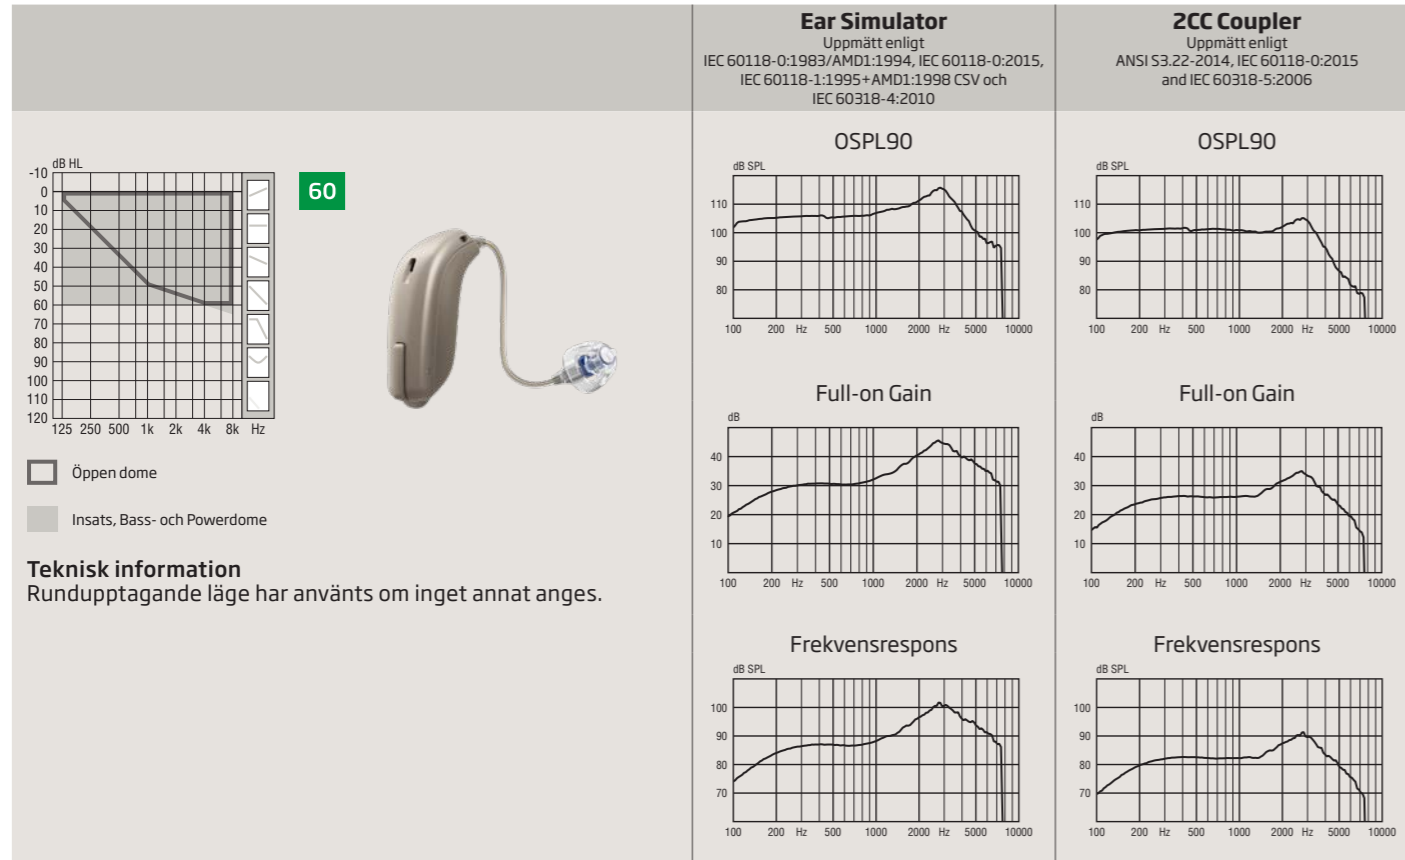 Ear Simulator
Uppmätt enligt
IEC 60118-0:1983/AMD1:1994, IEC 60118-0:2015,
IEC 60118-1:1995+AMD1:1998 CSV och
IEC 60318-4:2010
2CC Coupler
Uppmätt enligt
ANSI S3.22-2014, IEC 60118-0:2015
and IEC 60318-5:2006
dB HL
-10
0
10
20
30
40
50
60
70
80
90
100
110
120
125 250 500 1k 2k 4k 8k Hz
60
Öppen dome
Insats, Bass- och Powerdome
Teknisk information
Rundupptagande läge har använts om inget annat anges.
OSPL90
dB SPL
110
100
90
80
100 200 Hz 500 1000 2000 Hz 5000 10000
OSPL90
dB SPL
110
100
90
80
100 200 Hz 500 1000 2000 Hz 5000 10000
Full-on Gain
dB
40
30
20
10
100 200 Hz 500 1000 2000 Hz 5000 10000
Full-on Gain
dB
40
30
20
10
100 200 Hz 500 1000 2000 Hz 5000 10000
Frekvensrespons
dB SPL
100
90
80
70
100 200 Hz 500 1000 2000 Hz 5000 10000
Frekvensrespons
dB SPL
100
90
80
70
100 200 Hz 500 1000 2000 Hz 5000 10000